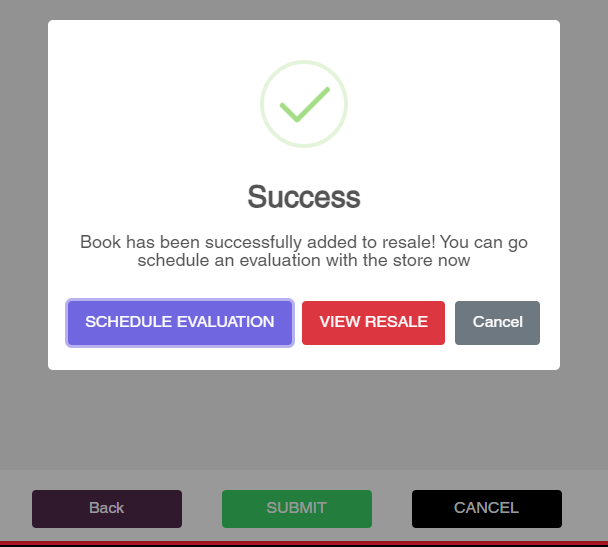 Success
Book has been successfully added to resale! You can go
schedule an evaluation with the store now
SCHEDULE EVALUATION VIEW RESALE Cancel
Back SUBMIT CANCEL